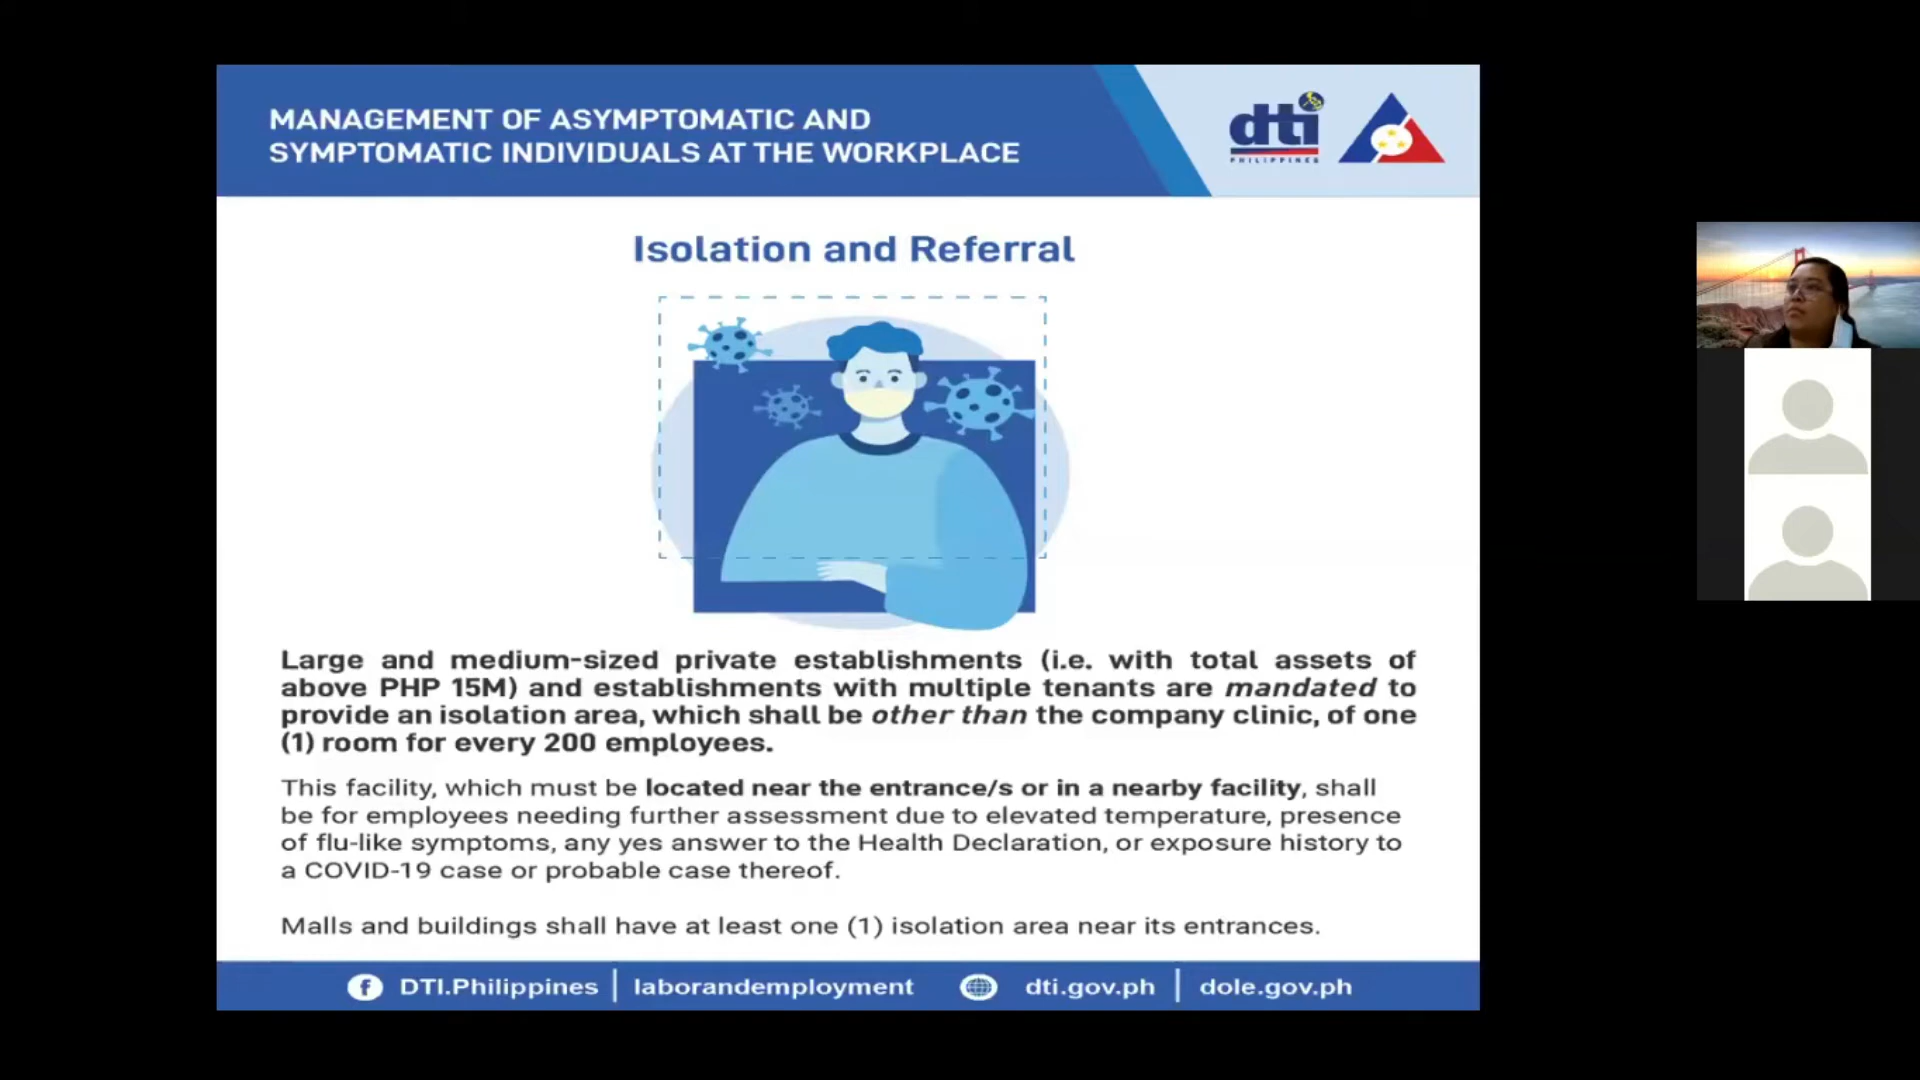 MANAGEMENT OF ASYMPTOMATIC AND
SYMPTOMATIC INDIVIDUALS AT THE WORKPLACE
dti
PHILIPPINES
Isolation and Referral
Large and medium-sized private establishments (i.e. with total assets of
above PHP 15M) and establishments with multiple tenants are mandated to
provide an isolation area, which shall be other than the company clinic, of one
(1) room for every 200 employees.
This facility, which must be located near the entrance/s or in a nearby facility, shall
be for employees needing further assessment due to elevated temperature, presence
of flu-like symptoms, any yes answer to the Health Declaration, or exposure history to
a COVID-19 case or probable case thereof.
Malls and buildings shall have at least one (1) isolation area near its entrances.
f DTI.Philippines | laborandemployment dti.gov.ph | dole.gov.ph